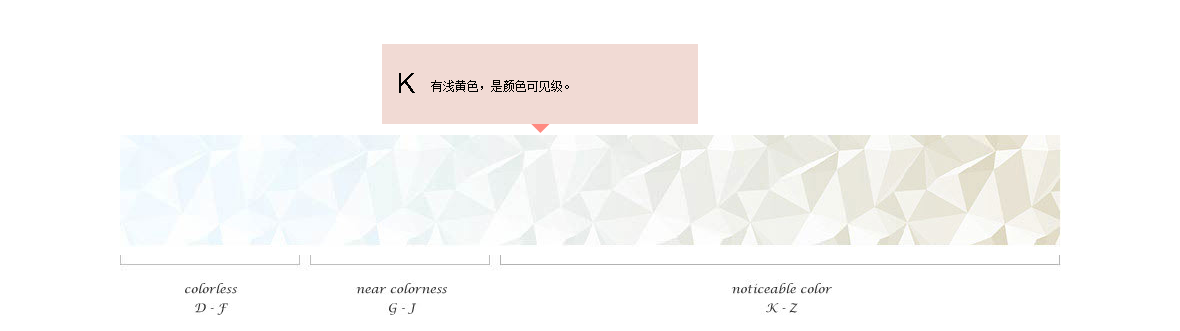 K 有浅黄色，是颜色可见级。
colorless near colorness noticeable color
D - F G - J K - Z